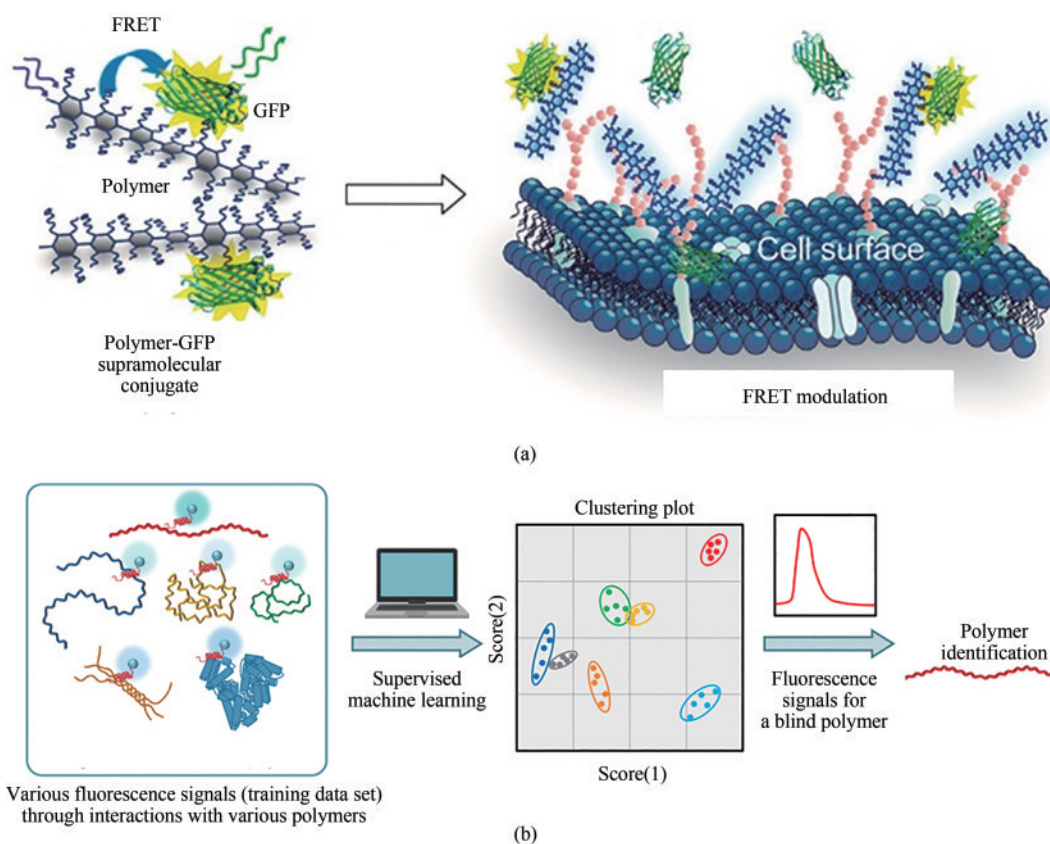 FRET
GFP
Polymer
Polymer-GFP
supramolecular
conjugate
Cell surface
FRET modulation
(a)
Various fluorescence signals (training data set)
through interactions with various polymers
Supervised
machine learning
Clustering plot
Score(2)
Score(1)
Fluorescence
signals for
a blind polymer
Polymer
identification
(b)